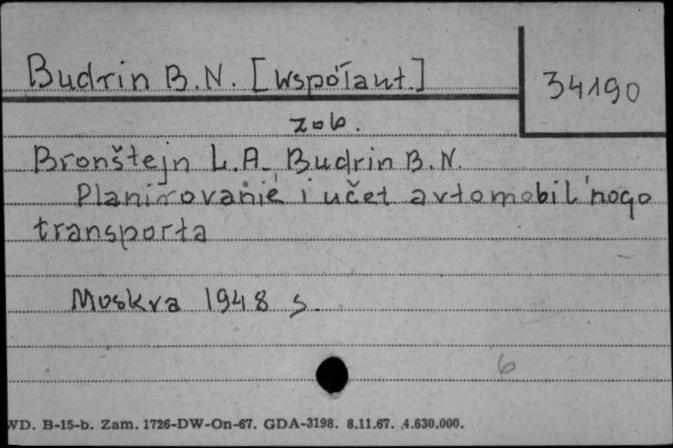 Budrin B.N. [współaut.]
34190
zob.
Bronštejn L.A. Budrin B.N.
Planirovanie i učet avtomobil'nogo
transporta
Moskva 1948 s.
6
WD. B-15-b. Zam. 1726-DW-On-67. GDA-3198. 8.11.67. 4.630.000.